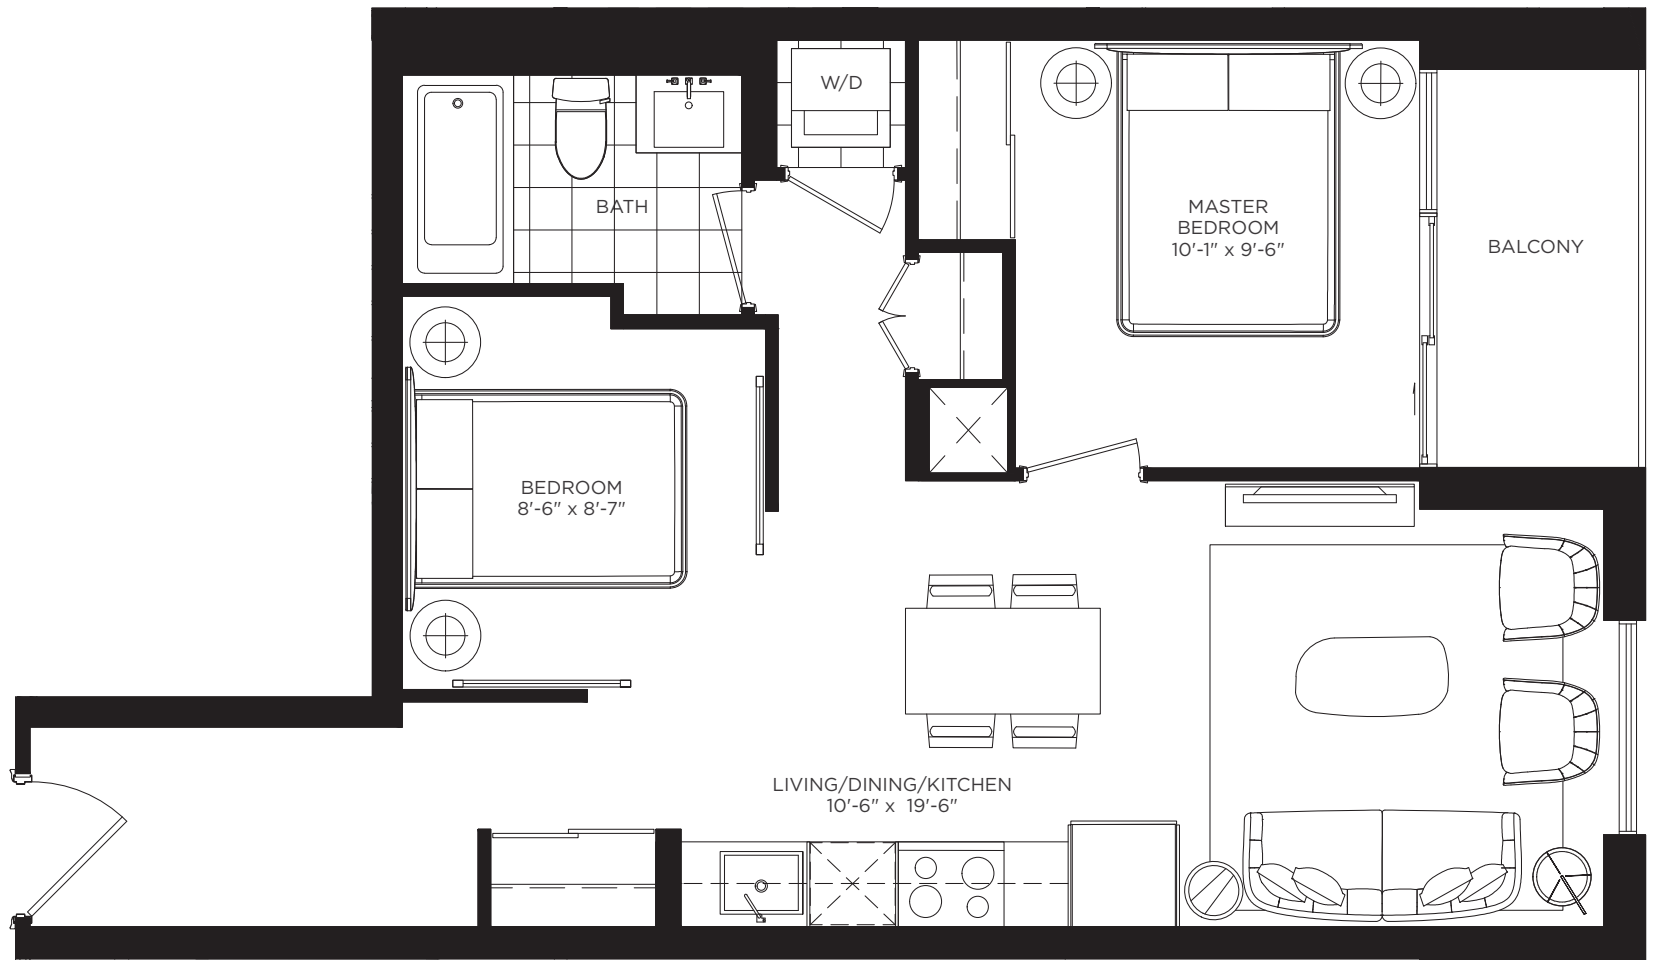 W/D
BATH
MASTER
BEDROOM
10'-1" x 9'-6"
BALCONY
BEDROOM
8'-6" x 8'-7"
LIVING/DINING/KITCHEN
10'-6" x 19'-6"